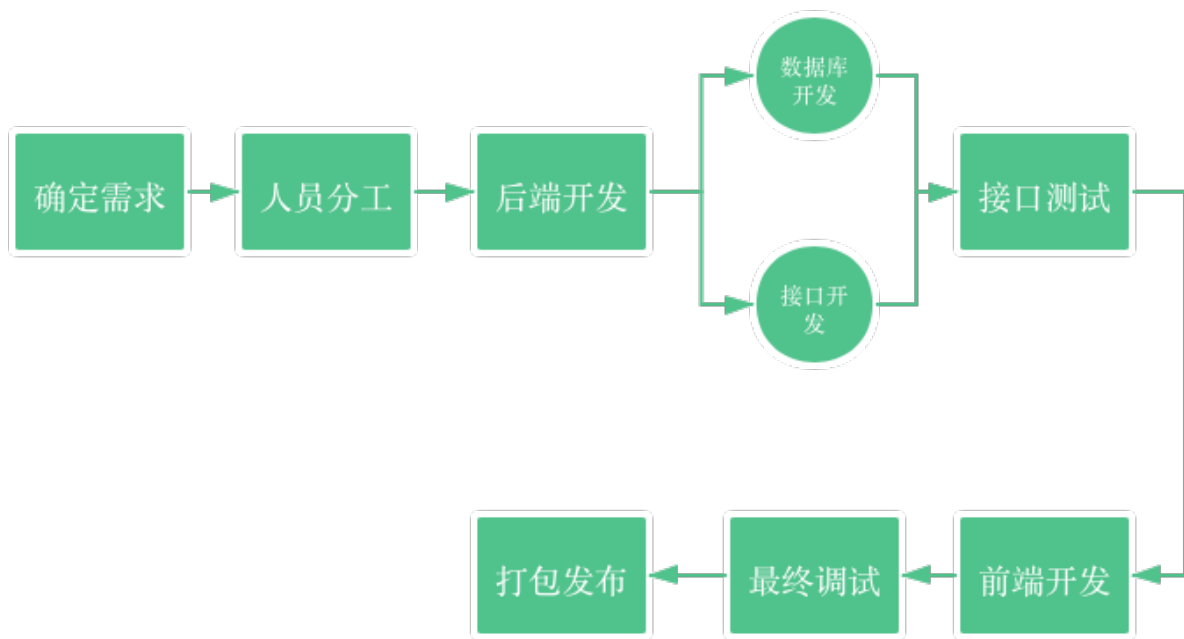 确定需求
人员分工
后端开发
数据库
开发
接口开
发
接口测试
前端开发
最终调试
打包发布